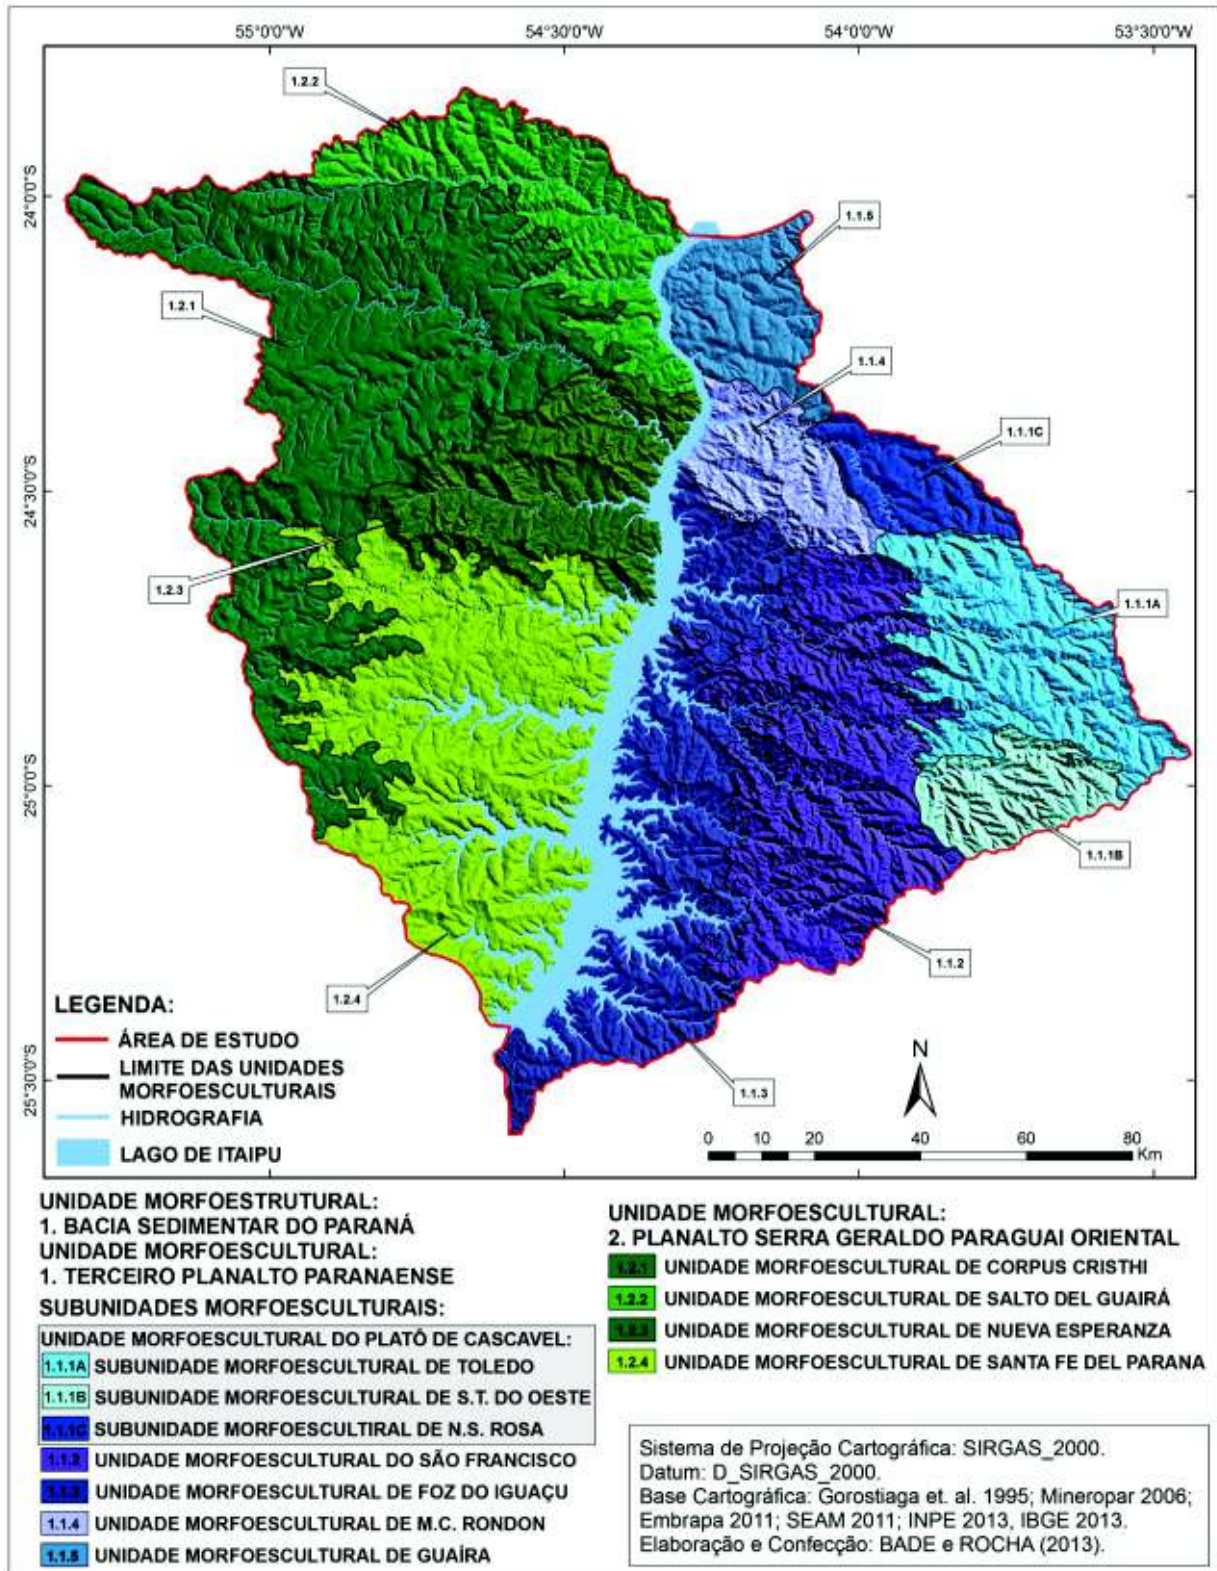 55°0'0"W
54°30'0"W
54°0'0"W
53°30'0"W
24°0'0"S
24°30'0"S
25°0'0"S
25°30'0"S
1.2.2
1.1.5
1.2.1
1.1.4
1.1.1C
1.2.3
1.1.1A
1.1.1B
1.1.2
1.2.4
1.1.3
LEGENDA:
ÁREA DE ESTUDO
LIMITE DAS UNIDADES
MORFOESCULTURAIS
HIDROGRAFIA
LAGO DE ITAIPU
N
0 10 20 40 60 80
Km
UNIDADE MORFOESTRUTURAL:
1. BACIA SEDIMENTAR DO PARANÁ
UNIDADE MORFOESCULTURAL:
1. TERCEIRO PLANALTO PARANAENSE
SUBUNIDADES MORFOESCULTURAIS:
UNIDADE MORFOESCULTURAL DO PLATÔ DE CASCAVEL:
1.1.1A SUBUNIDADE MORFOESCULTURAL DE TOLEDO
1.1.1B SUBUNIDADE MORFOESCULTURAL DE S.T. DO OESTE
1.1.1C SUBUNIDADE MORFOESCULTIRAL DE N.S. ROSA
1.1.2 UNIDADE MORFOESCULTURAL DO SÃO FRANCISCO
1.1.3 UNIDADE MORFOESCULTURAL DE FOZ DO IGUAÇU
1.1.4 UNIDADE MORFOESCULTURAL DE M.C. RONDON
1.1.5 UNIDADE MORFOESCULTURAL DE GUAÍRA
UNIDADE MORFOESCULTURAL:
2. PLANALTO SERRA GERALDO PARAGUAI ORIENTAL
1.2.1 UNIDADE MORFOESCULTURAL DE CORPUS CRISTHI
1.2.2 UNIDADE MORFOESCULTURAL DE SALTO DEL GUAIRÁ
1.2.3 UNIDADE MORFOESCULTURAL DE NUEVA ESPERANZA
1.2.4 UNIDADE MORFOESCULTURAL DE SANTA FE DEL PARANA
Sistema de Projeção Cartográfica: SIRGAS_2000.
Datum: D_SIRGAS_2000.
Base Cartográfica: Gorostiaga et. al. 1995; Mineropar 2006;
Embrapa 2011; SEAM 2011; INPE 2013, IBGE 2013.
Elaboração e Confecção: BADE e ROCHA (2013).